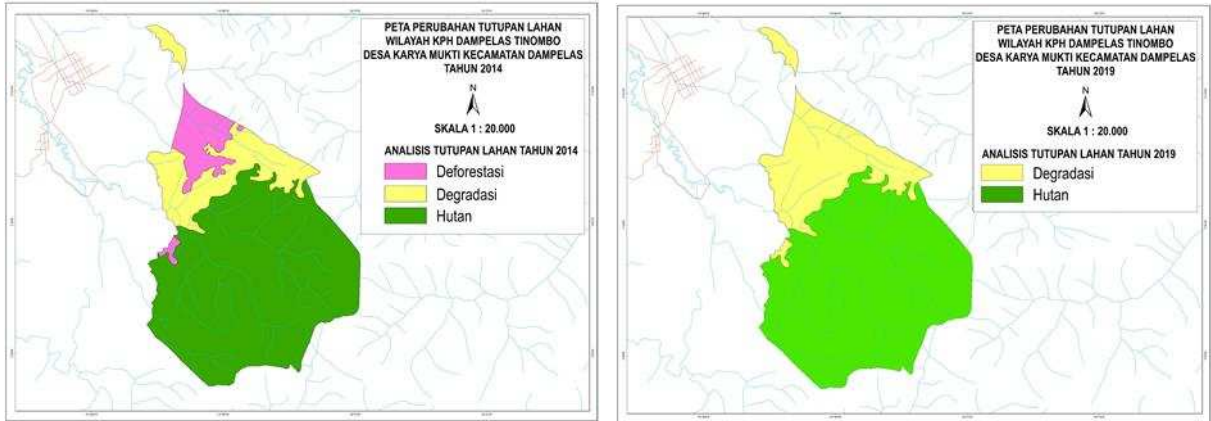 PETA PERUBAHAN TUTUPAN LAHAN
WILAYAH KPH DAMPELAS TINOMBO
DESA KARYA MUKTI KECAMATAN DAMPELAS
TAHUN 2014
N
SKALA 1 : 20.000
ANALISIS TUTUPAN LAHAN TAHUN 2014
Deforestasi
Degradasi
Hutan
PETA PERUBAHAN TUTUPAN LAHAN
WILAYAH KPH DAMPELAS TINOMBO
DESA KARYA MUKTI KECAMATAN DAMPELAS
TAHUN 2019
N
SKALA 1 : 20.000
ANALISIS TUTUPAN LAHAN TAHUN 2019
Degradasi
Hutan